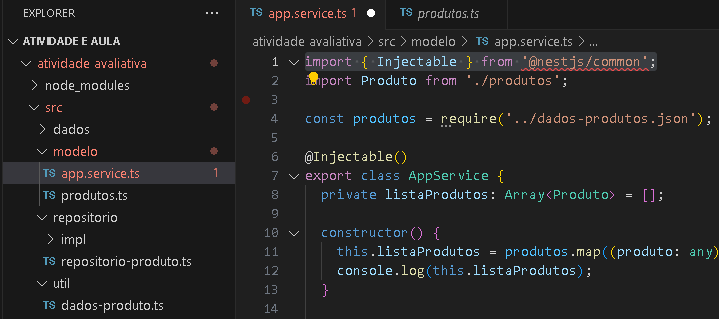 EXPLORER
ATIVIDADE E AULA
atividade avaliativa
node_modules
src
dados
modelo
TS app.service.ts 1
TS produtos.ts
repositorio
impl
TS repositorio-produto.ts
util
TS dados-produto.ts
TS app.service.ts 1
TS produtos.ts
atividade avaliativa > src > modelo > TS app.service.ts > ...
1 import { Injectable } from '@nestjs/common';
2 import Produto from './produtos';
3
4 const produtos = require('../dados-produtos.json');
5
6 @Injectable()
7 export class AppService {
8 private listaProdutos: Array<Produto> = [];
9
10 constructor() {
11 this.listaProdutos = produtos.map((produto: any)
12 console.log(this.listaProdutos);
13 }
14